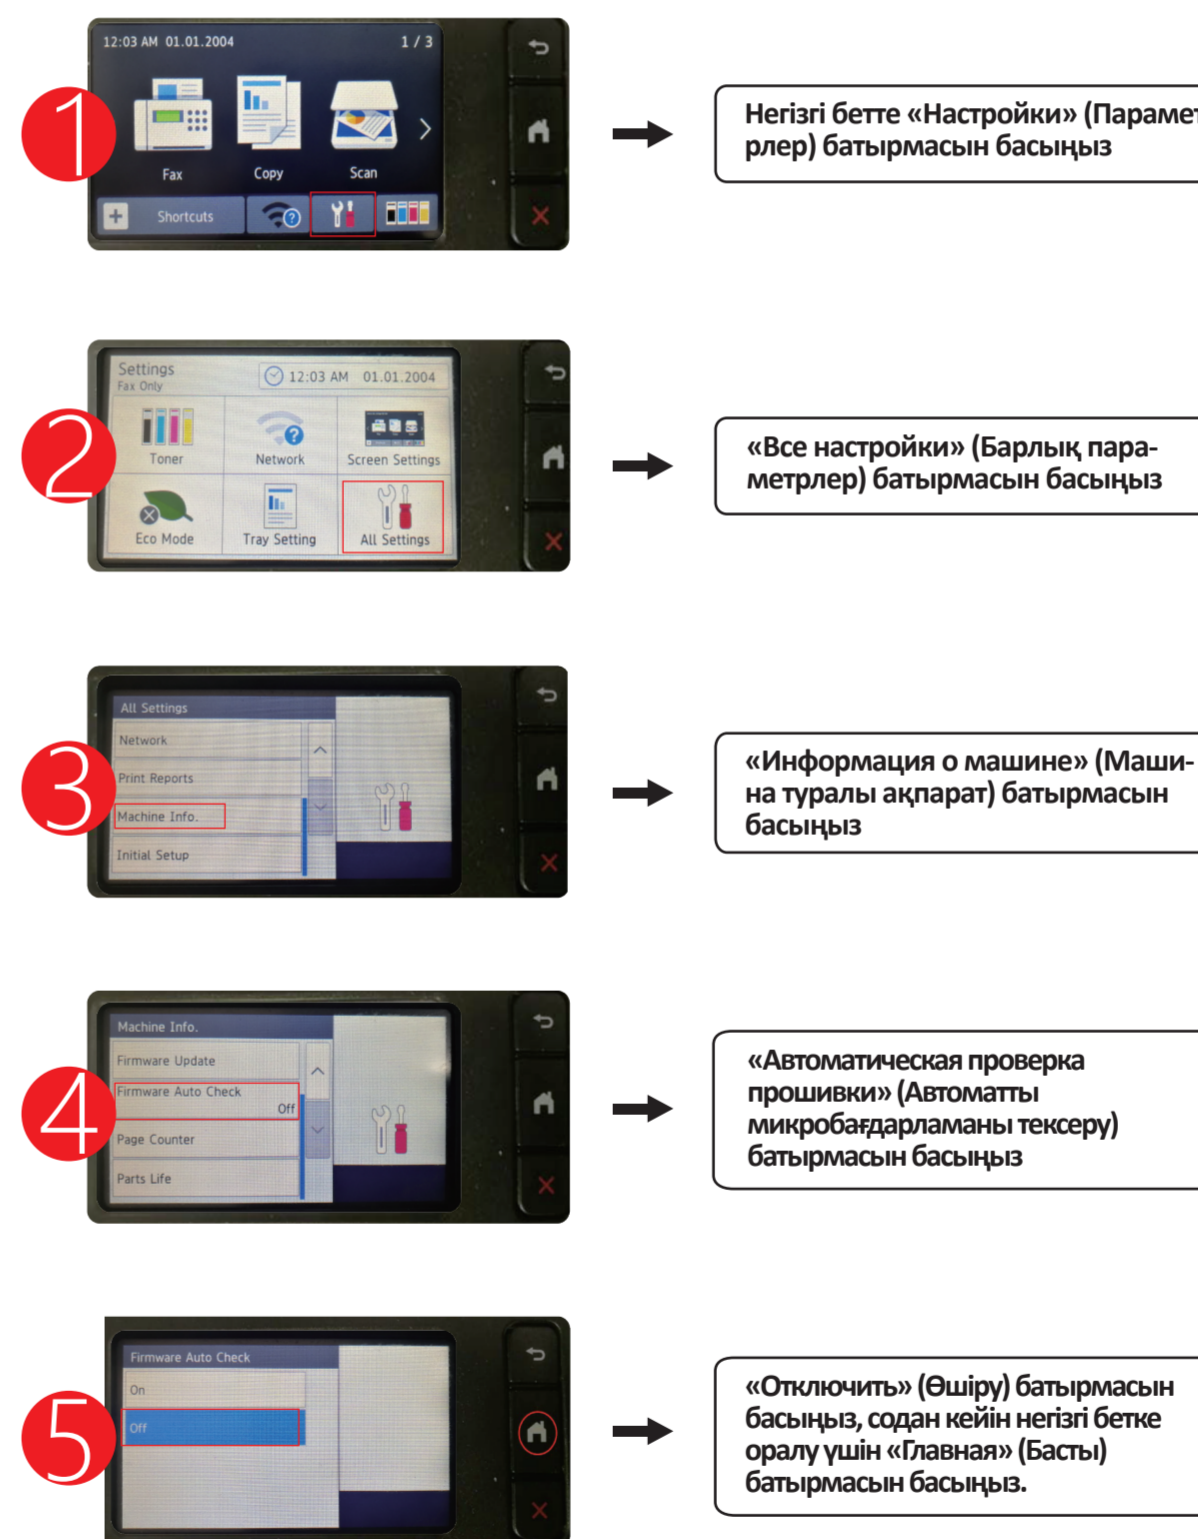 12:03 AM 01.01.2004 1 / 3
1
Fax Copy Scan
Shortcuts
Негізгі бетте «Настройки» (Парамет
рлер) батырмасын басыңыз
Settings
Fax Only
12:03 AM 01.01.2004
2
Toner Network Screen Settings
Eco Mode Tray Setting All Settings
«Все настройки» (Барлық пара-
метрлер) батырмасын басыңыз
All Settings
Network
3
Print Reports
Machine Info.
Initial Setup
«Информация о машине» (Маши-
на туралы ақпарат) батырмасын
басыңыз
Machine Info.
Firmware Update
4
Firmware Auto Check
Off
Page Counter
Parts Life
«Автоматическая проверка
прошивки» (Автоматты
микробағдарламаны тексеру)
батырмасын басыңыз
Firmware Auto Check
On
5
Off
«Отключить» (Өшіру) батырмасын
басыңыз, содан кейін негізгі бетке
оралу үшін «Главная» (Басты)
батырмасын басыңыз.